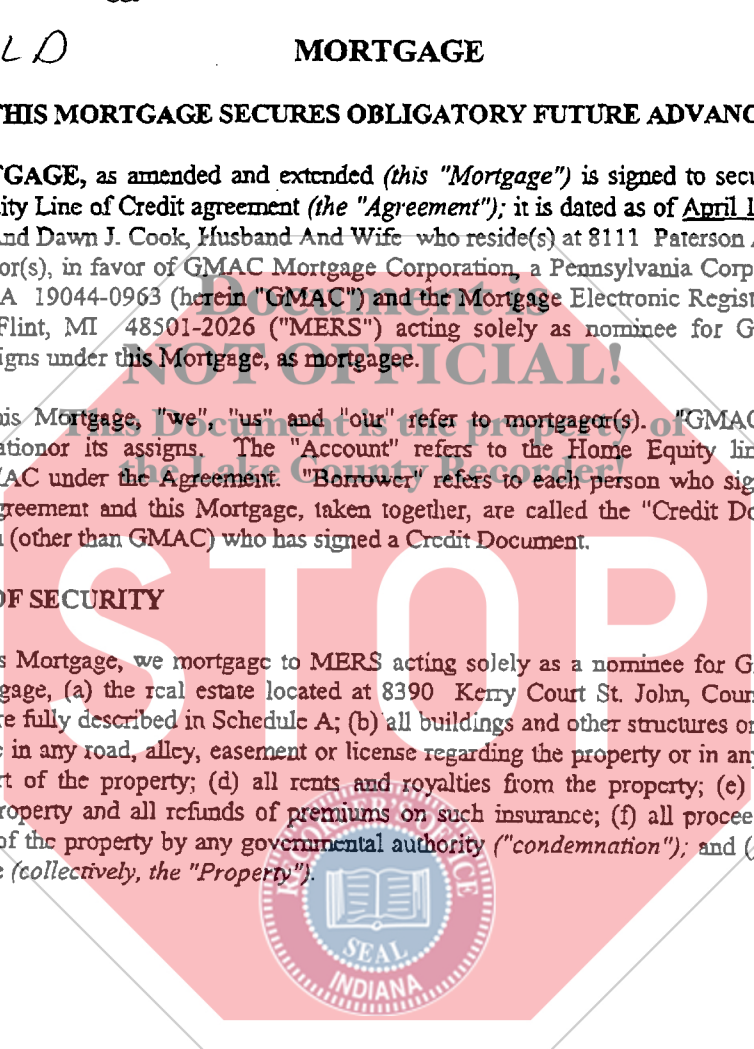 LD
MORTGAGE
THIS MORTGAGE SECURES OBLIGATORY FUTURE ADVANC
TGAGE, as amended and extended (this "Mortgage") is signed to secu
ity Line of Credit agreement (the "Agreement"); it is dated as of April 1
And Dawn J. Cook, Husband And Wife who reside(s) at 8111 Paterson A
or(s), in favor of GMAC Mortgage Corporation, a Pennsylvania Corp
A 19044-0963 (herein "GMAC") and the Mortgage Electronic Regist
Flint, MI 48501-2026 ("MERS") acting solely as nominee for G
igns under this Mortgage, as mortgagee.
Document is
NOT OFFICIAL!
This Document is the property of
the Lake County Recorder!
his Mortgage, "we", "us" and "our" refer to mortgagor(s). "GMAC
ationor its assigns. The "Account" refers to the Home Equity lin
AC under the Agreement. "Borrower" refers to each person who sig
greement and this Mortgage, taken together, are called the "Credit Do
n (other than GMAC) who has signed a Credit Document.
OF SECURITY
STOP
s Mortgage, we mortgage to MERS acting solely as a nominee for G
gage, (a) the real estate located at 8390 Kerry Court St. John, Coun
re fully described in Schedule A; (b) all buildings and other structures on
e in any road, alley, easement or license regarding the property or in any
rt of the property; (d) all rents and royalties from the property; (e)
roperty and all refunds of premiums on such insurance; (f) all procee
of the property by any governmental authority ("condemnation"); and (
e (collectively, the "Property").
RECORDER'S OFFICE
SEAL
INDIANA